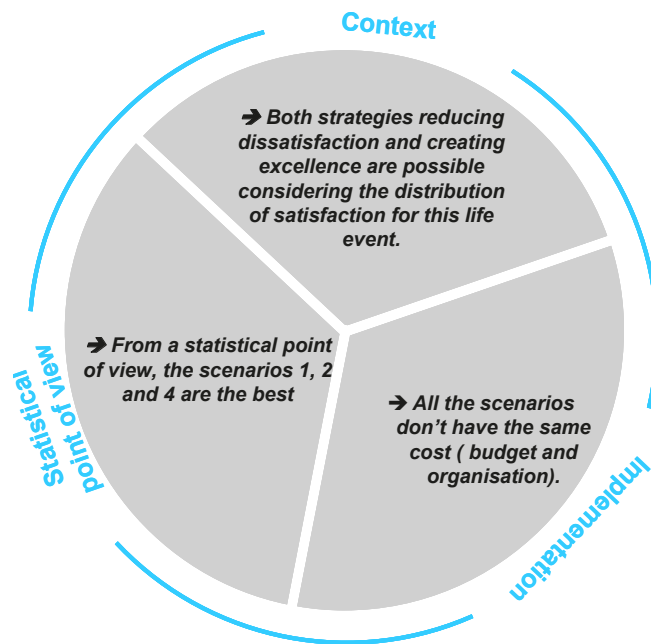 Context
➔ Both strategies reducing
dissatisfaction and creating
excellence are possible
considering the distribution
of satisfaction for this life
event.
➔ From a statistical point
of view, the scenarios 1, 2
and 4 are the best
Statistical
point of view
➔ All the scenarios
don't have the same
cost ( budget and
organisation).
Implementation